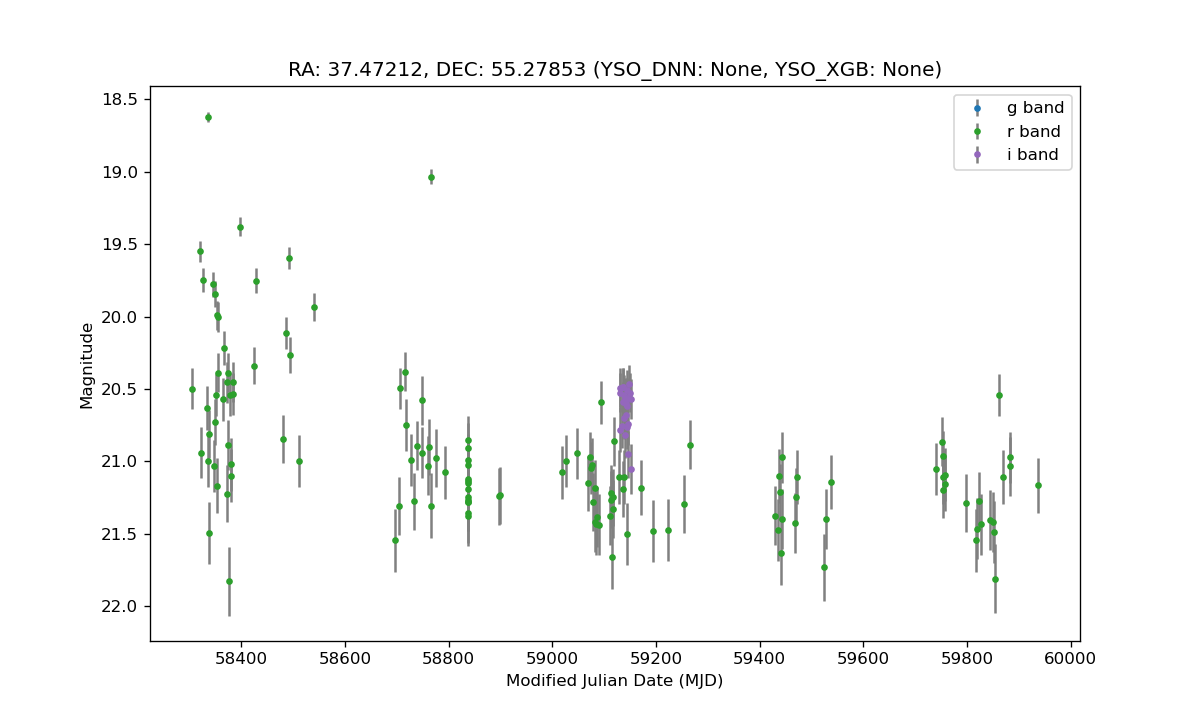 RA: 37.47212, DEC: 55.27853 (YSO_DNN: None, YSO_XGB: None)
g band
r band
i band
18.5
19.0
19.5
20.0
20.5
21.0
21.5
22.0
Magnitude
58400 58600 58800 59000 59200 59400 59600 59800 60000
Modified Julian Date (MJD)